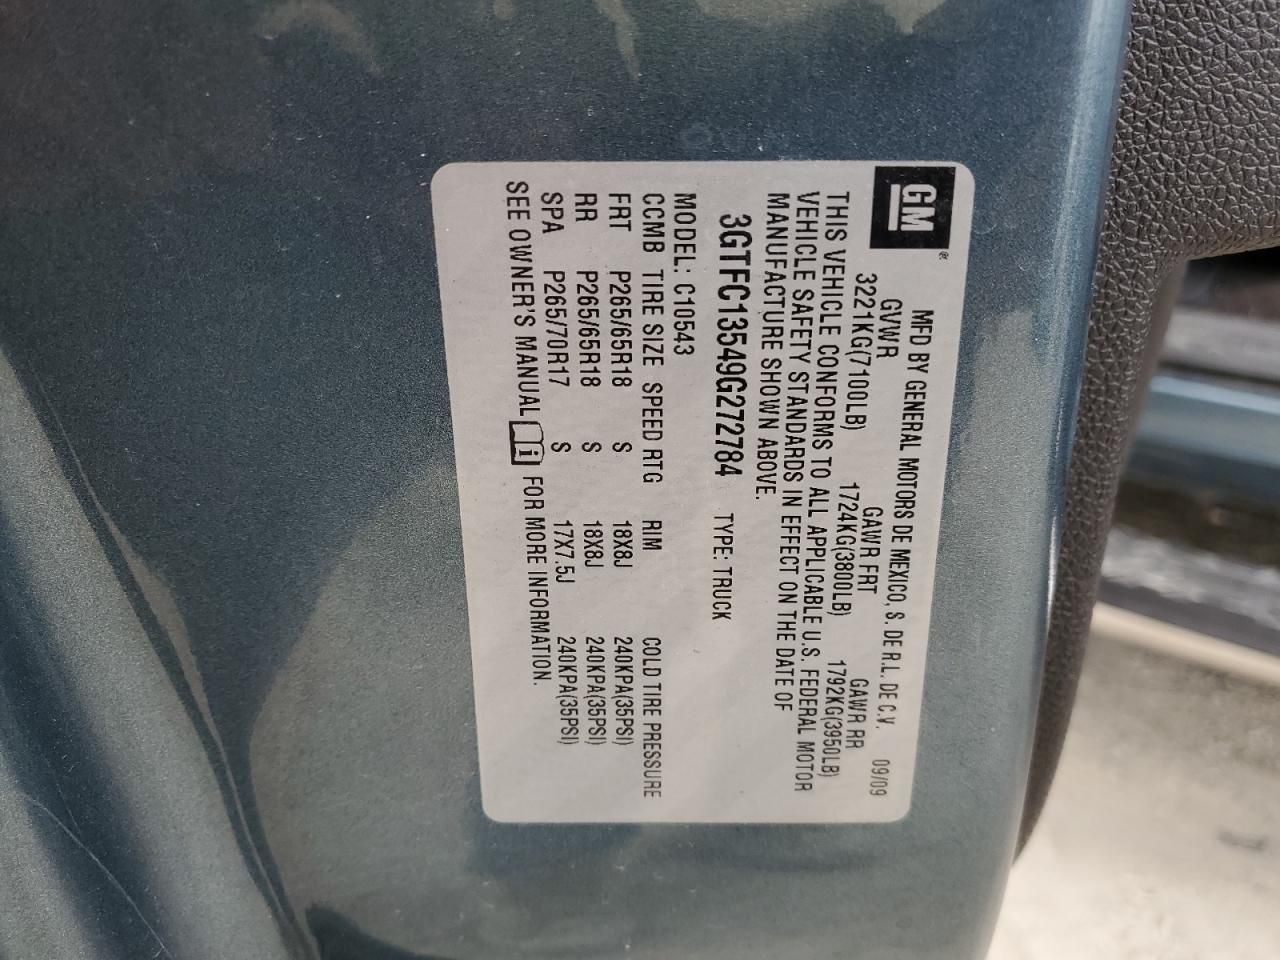 GM®
MFD BY GENERAL MOTORS DE MEXICO, S. DE R.L. DE C.V. 09/09
GVWR GAWR FRT GAWR RR
3221KG(7100LB) 1724KG(3800LB) 1792KG(3950LB)
THIS VEHICLE CONFORMS TO ALL APPLICABLE U.S. FEDERAL MOTOR
VEHICLE SAFETY STANDARDS IN EFFECT ON THE DATE OF
MANUFACTURE SHOWN ABOVE.
3GTFC13549G272784 TYPE: TRUCK
MODEL: C10543
CCMB TIRE SIZE SPEED RTG RIM COLD TIRE PRESSURE
FRT P265/65R18 S 18X8J 240KPA(35PSI)
RR P265/65R18 S 18X8J 240KPA(35PSI)
SPA P265/70R17 S 17X7.5J 240KPA(35PSI)
SEE OWNER'S MANUAL i FOR MORE INFORMATION.